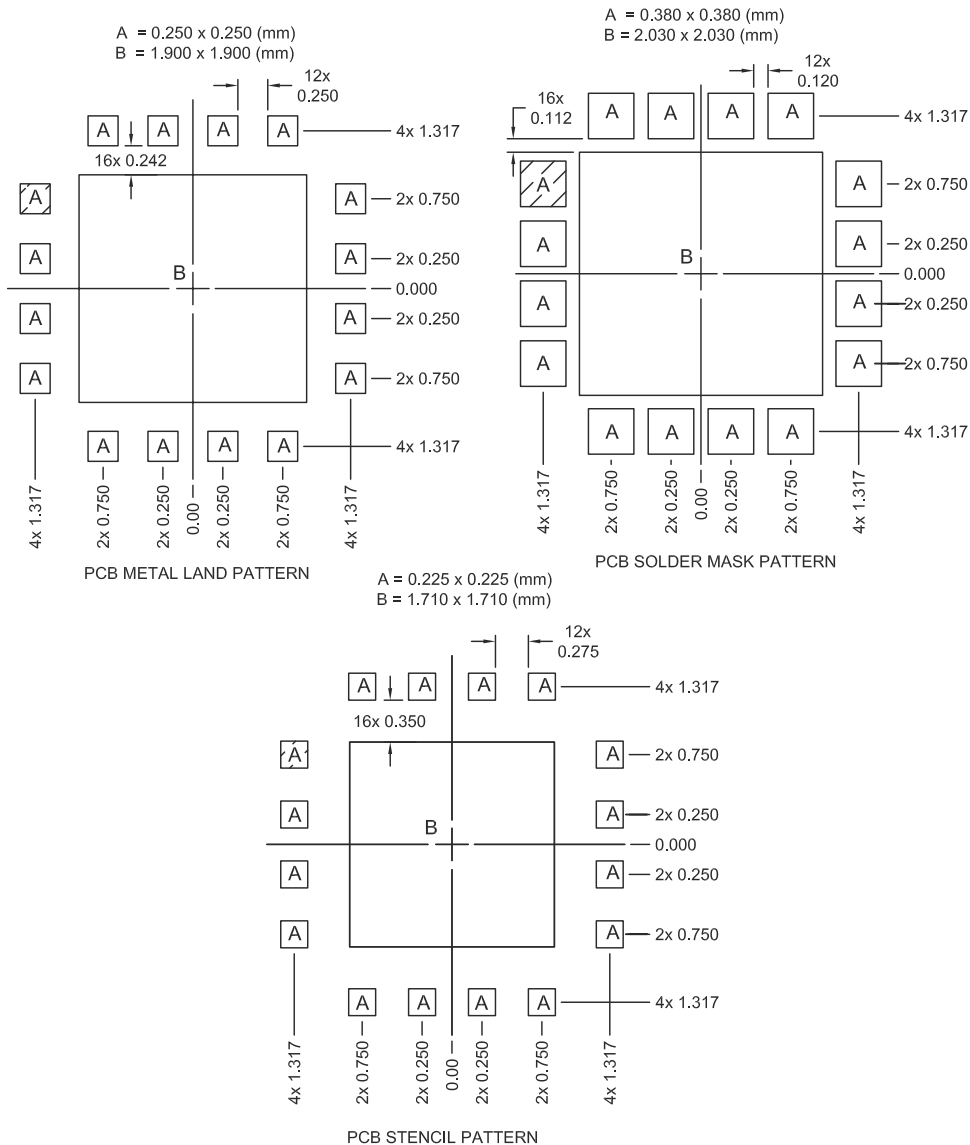 A = 0.250 x 0.250 (mm)
B = 1.900 x 1.900 (mm)
12x
0.250
A A A A
4x 1.317
16x 0.242
A A 2x 0.750
A A 2x 0.250
B
0.000
A A 2x 0.250
A A 2x 0.750
A A A A
4x 1.317
4x 1.317
2x 0.750
2x 0.250
0.00
2x 0.250
2x 0.750
4x 1.317
PCB METAL LAND PATTERN
A = 0.380 x 0.380 (mm)
B = 2.030 x 2.030 (mm)
12x
0.120
16x
0.112
A A A A
4x 1.317
A A 2x 0.750
A A 2x 0.250
B
0.000
A A 2x 0.250
A A 2x 0.750
A A A A
4x 1.317
4x 1.317
2x 0.750
2x 0.250
0.00
2x 0.250
2x 0.750
4x 1.317
PCB SOLDER MASK PATTERN
A = 0.225 x 0.225 (mm)
B = 1.710 x 1.710 (mm)
12x
0.275
A A A A
4x 1.317
16x 0.350
A A 2x 0.750
A A 2x 0.250
B
0.000
A A 2x 0.250
A A 2x 0.750
A A A A
4x 1.317
4x 1.317
2x 0.750
2x 0.250
0.00
2x 0.250
2x 0.750
4x 1.317
PCB STENCIL PATTERN